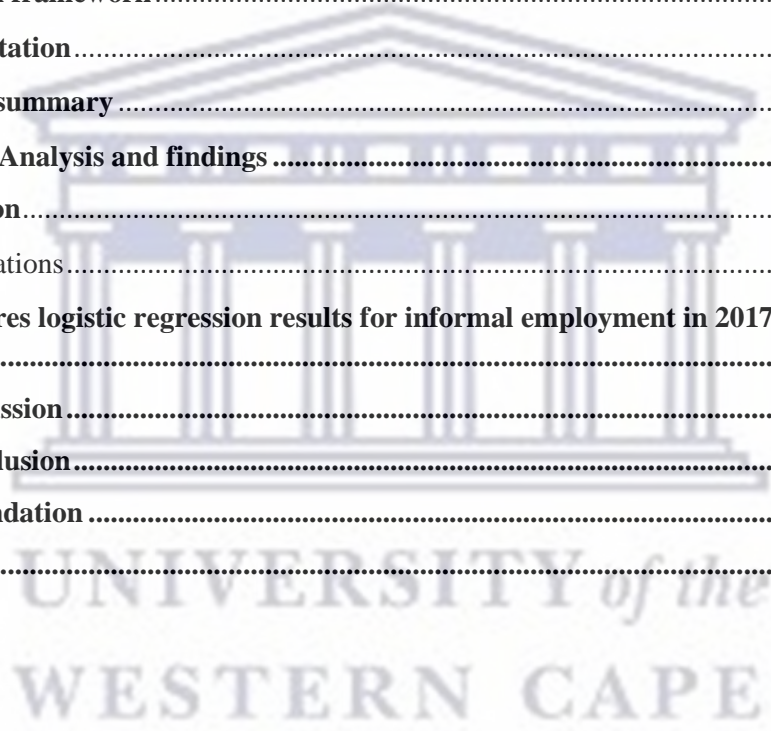 framework..............................
tation..............................
summary..............................
Analysis and findings..............................
on..............................
ations..............................
res logistic regression results for informal employment in 2017
..............................
ssion..............................
lusion..............................
ndation..............................
..............................
UNIVERSITY of the
WESTERN CAPE